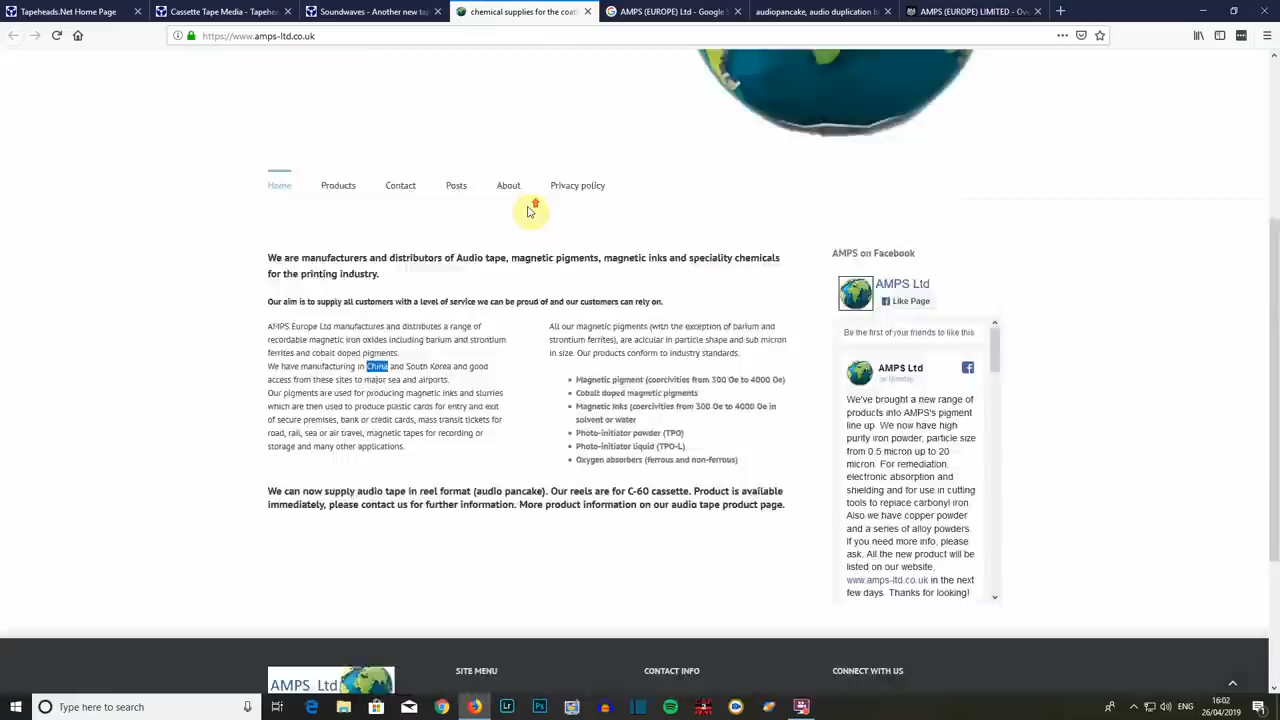 Tapeheads.Net Home Page
Cassette Tape Media - Tapehe
Soundwaves - Another new ta
chemical supplies for the coati
AMPS (EUROPE) Ltd - Google S
audiopancake, audio duplication b
AMPS (EUROPE) LIMITED - Ov
https://www.amps-ltd.co.uk
Home
Products
Contact
Posts
About
Privacy policy
We are manufacturers and distributors of Audio tape, magnetic pigments, magnetic inks and speciality chemicals
for the printing industry.
Our aim is to supply all customers with a level of service we can be proud of and our customers can rely on.
AMPS Europe Ltd manufactures and distributes a range of
recordable magnetic iron oxides including barium and strontium
ferrites and cobalt doped pigments.
We have manufacturing in China and South Korea and good
access from these sites to major sea and airports.
Our pigments are used for producing magnetic inks and slurries
which are then used to produce plastic cards for entry and exit
of secure premises, bank or credit cards, mass transit tickets for
road, rail, sea or air travel, magnetic tapes for recording or
storage and many other applications.
All our magnetic pigments (with the exception of barium and
strontium ferrites), are acicular in particle shape and sub micron
in size. Our products conform to industry standards.
Magnetic pigment (coercivities from 300 Oe to 4000 Oe)
Cobalt doped magnetic pigments
Magnetic Inks (coercivities from 300 Oe to 4000 Oe in
solvent or water
Photo-initiator powder (TPO)
Photo-initiator liquid (TPO-L)
Oxygen absorbers (ferrous and non-ferrous)
We can now supply audio tape in reel format (audio pancake). Our reels are for C-60 cassette. Product is available
immediately, please contact us for further information. More product information on our audio tape product page.
AMPS on Facebook
AMPS Ltd
Like Page
Be the first of your friends to like this
AMPS Ltd
on Monday
We've brought a new range of
products into AMPS's pigment
line up. We now have high
purity iron powder, particle size
from 0.5 micron up to 20
micron. For remediation,
electronic absorption and
shielding and for use in cutting
tools to replace carbonyl iron
Also we have copper powder
and a series of alloy powders.
If you need more info, please
ask. All the new product will be
listed on our website,
www.amps-ltd.co.uk in the next
few days. Thanks for looking!
AMPS Ltd
SITE MENU
CONTACT INFO
CONNECT WITH US
Type here to search
ENG
16:02
26/04/2019